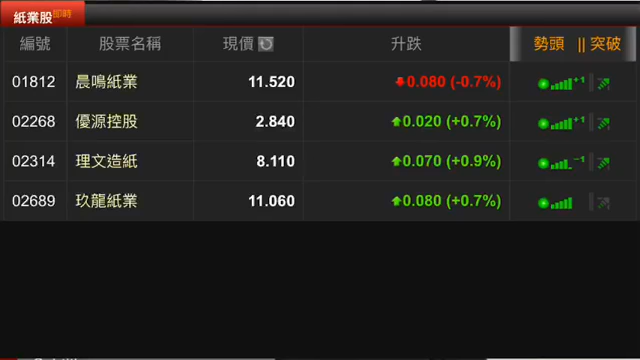 紙業股即時
編號 股票名稱 現價 升跌 勢頭 || 突破
01812 晨鳴紙業 11.520 0.080 (-0.7%) +1
02268 優源控股 2.840 0.020 (+0.7%) +1
02314 理文造紙 8.110 0.070 (+0.9%) -1
02689 玖龍紙業 11.060 0.080 (+0.7%)